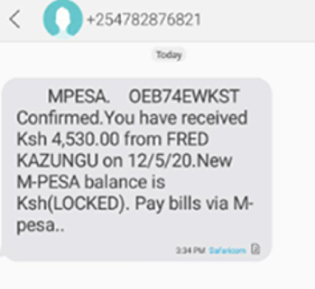 +254782876821
Today
MPESA. OEB74EWKST
Confirmed.You have received
Ksh 4,530.00 from FRED
KAZUNGU on 12/5/20.New
M-PESA balance is
Ksh(LOCKED). Pay bills via M-
pesa..
3:34 PM Safaricom